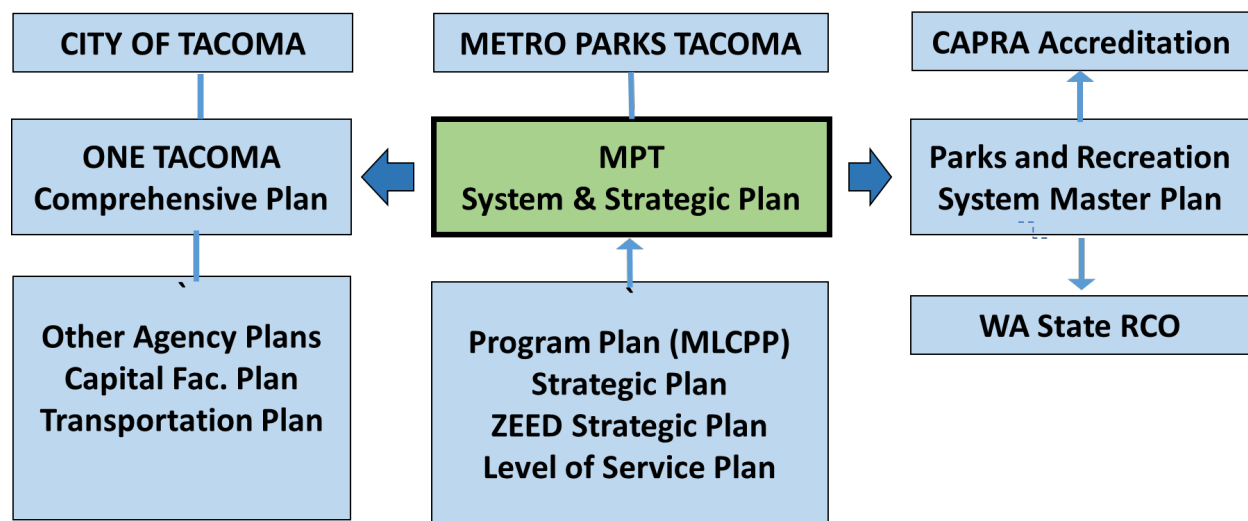 CITY OF TACOMA
METRO PARKS TACOMA
CAPRA Accreditation
ONE TACOMA
Comprehensive Plan
MPT
System & Strategic Plan
Parks and Recreation
System Master Plan
`
Other Agency Plans
Capital Fac. Plan
Transportation Plan
`
Program Plan (MLCPP)
Strategic Plan
ZEED Strategic Plan
Level of Service Plan
WA State RCO